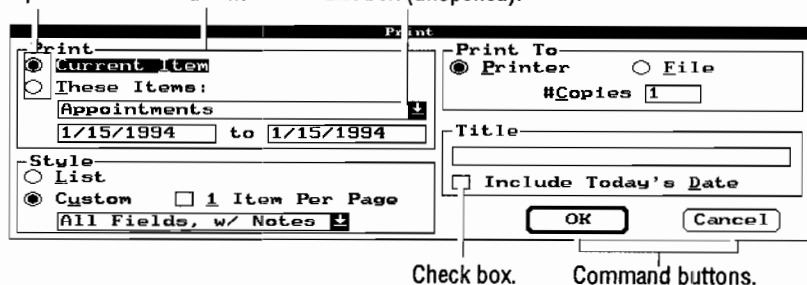 Print
Print
Current Item
These Items:
Appointments
1/15/1994 to 1/15/1994
Style
List
Custom 1 Item Per Page
All Fields, w/ Notes
Print To
Printer File
#Copies 1
Title
Include Today's Date
OK Cancel
Check box. Command buttons.